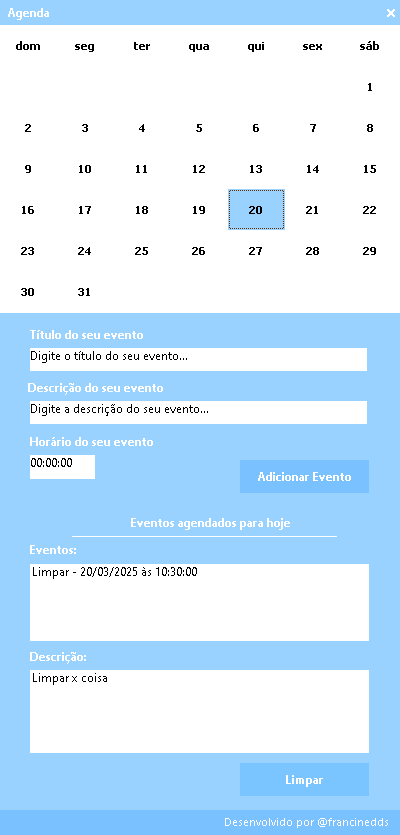 Agenda ×
dom seg ter qua qui sex sáb
1
2 3 4 5 6 7 8
9 10 11 12 13 14 15
16 17 18 19 20 21 22
23 24 25 26 27 28 29
30 31
Título do seu evento
Digite o título do seu evento...
Descrição do seu evento
Digite a descrição do seu evento...
Horário do seu evento
00:00:00
Adicionar Evento
Eventos agendados para hoje
Eventos:
Limpar - 20/03/2025 às 10:30:00
Descrição:
Limpar x coisa
Limpar
Desenvolvido por @francinedds